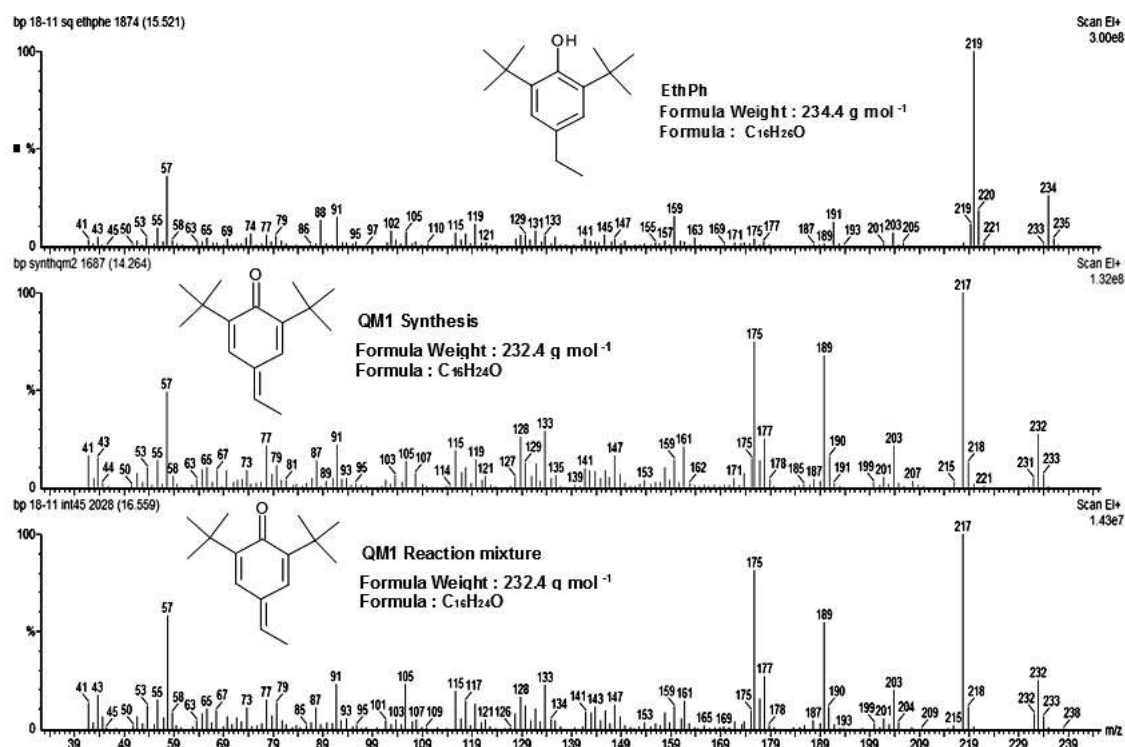 bp 18-11 sq ethphe 1874 (15.521)
Scan EI+
3.00e8
100
%
0
OH
EthPh
Formula Weight : 234.4 g mol -1
Formula : C16H26O
41 43 45 50 53 55 57 58 63 65 69 74 77 79 86 88 91 95 97 102 105 110 115 119 121 129 131 133 141 145 147 155 157 159 163 169 171 175 177 187 189 191 193 201 203 205 219 219 220 221 233 234 235
bp synthqm2 1687 (14.264)
Scan EI+
1.32e8
100
%
0
O
QM1 Synthesis
Formula Weight : 232.4 g mol -1
Formula : C16H24O
41 43 44 50 53 55 57 58 63 65 67 73 77 79 81 87 89 91 93 95 103 105 107 114 115 119 121 127 128 129 133 135 139 141 147 153 159 161 162 171 175 175 177 178 185 187 189 190 191 199 201 203 207 215 217 218 221 231 232 233
bp 18-11 int45 2028 (16.559)
Scan EI+
1.43e7
100
%
0
O
QM1 Reaction mixture
Formula Weight : 232.4 g mol -1
Formula : C16H24O
41 43 45 50 53 55 57 58 63 65 67 73 77 79 85 87 91 93 95 101 103 105 107 109 115 117 121 126 128 129 133 134 141 143 147 153 159 161 165 169 175 175 177 178 187 189 190 193 199 201 203 204 209 215 217 218 232 232 233 238
39 49 59 69 79 89 99 109 119 129 139 149 159 169 179 189 199 209 219 229 239
m/z